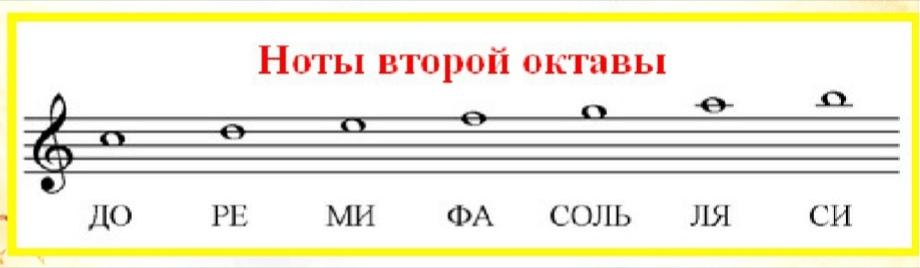 Ноты второй октавы
ДО РЕ МИ ФА СОЛЬ ЛЯ СИ